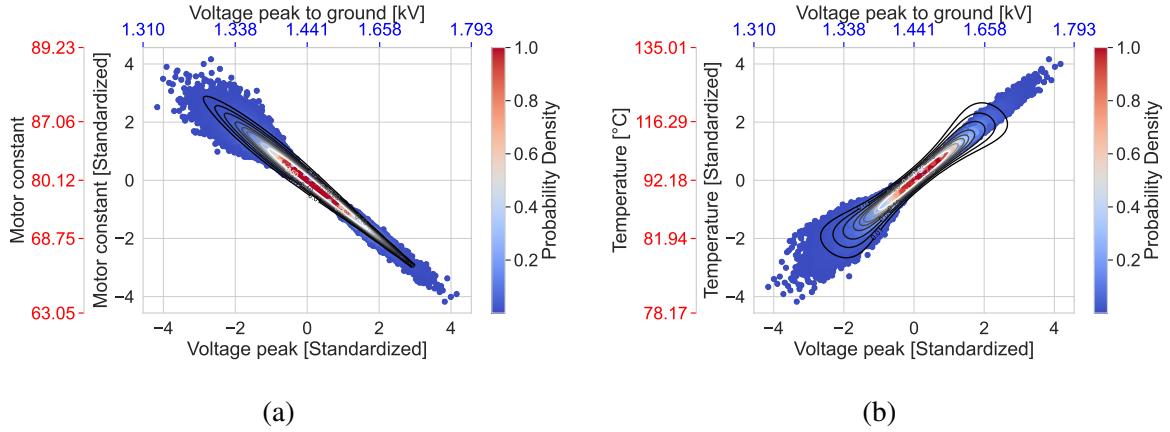 Voltage peak to ground [kV]
1.310 1.338 1.441 1.658 1.793
89.23
87.06
80.12
68.75
63.05
Motor constant
Motor constant [Standardized]
4
2
0
−2
−4
−4 −2 0 2 4
Voltage peak [Standardized]
1.0
0.8
0.6
0.4
0.2
Probability Density
(a)
Voltage peak to ground [kV]
1.310 1.338 1.441 1.658 1.793
135.01
116.29
92.18
81.94
78.17
Temperature [°C]
Temperature [Standardized]
4
2
0
−2
−4
−4 −2 0 2 4
Voltage peak [Standardized]
1.0
0.8
0.6
0.4
0.2
Probability Density
(b)